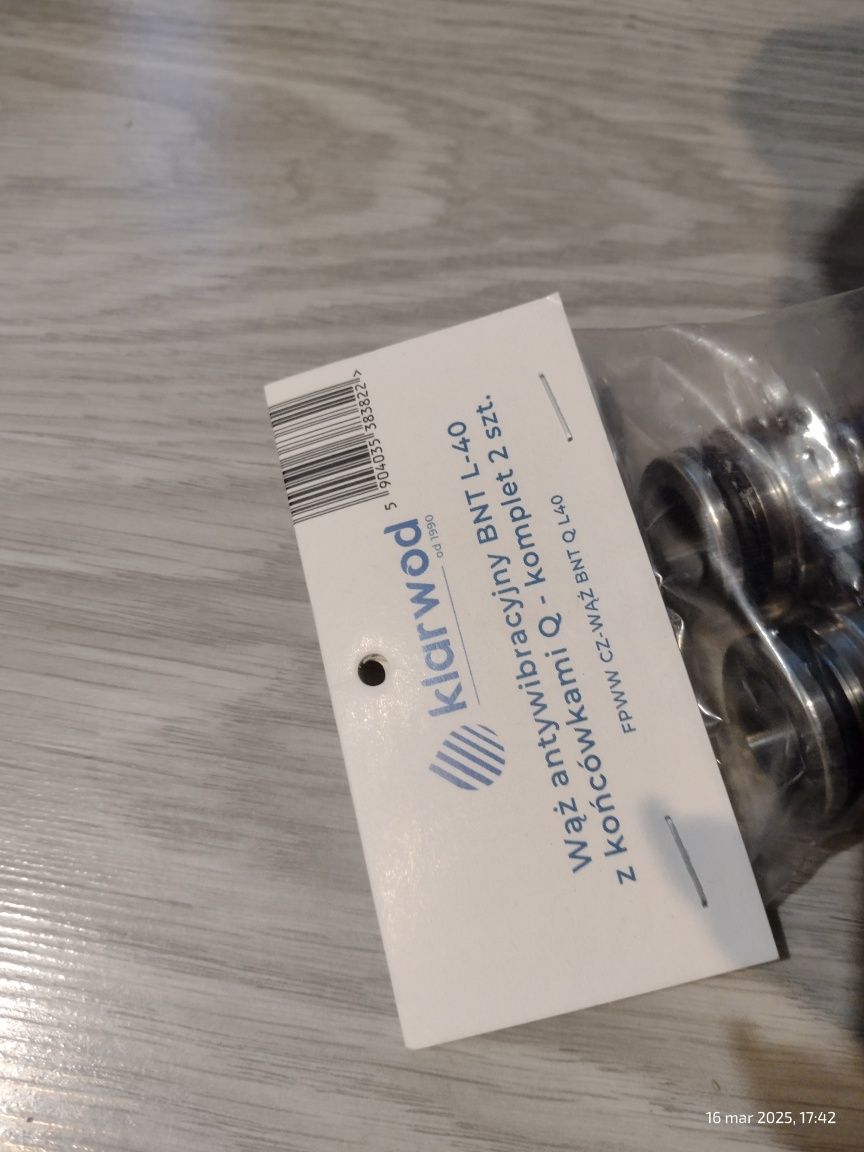 5 904035 383822 >
klarwod
od 1990
Wąż antywibracyjny BNT L-40
z końcówkami Q - komplet 2 szt.
FPWW CZ-WĄŻ BNT Q L40
16 mar 2025, 17:42